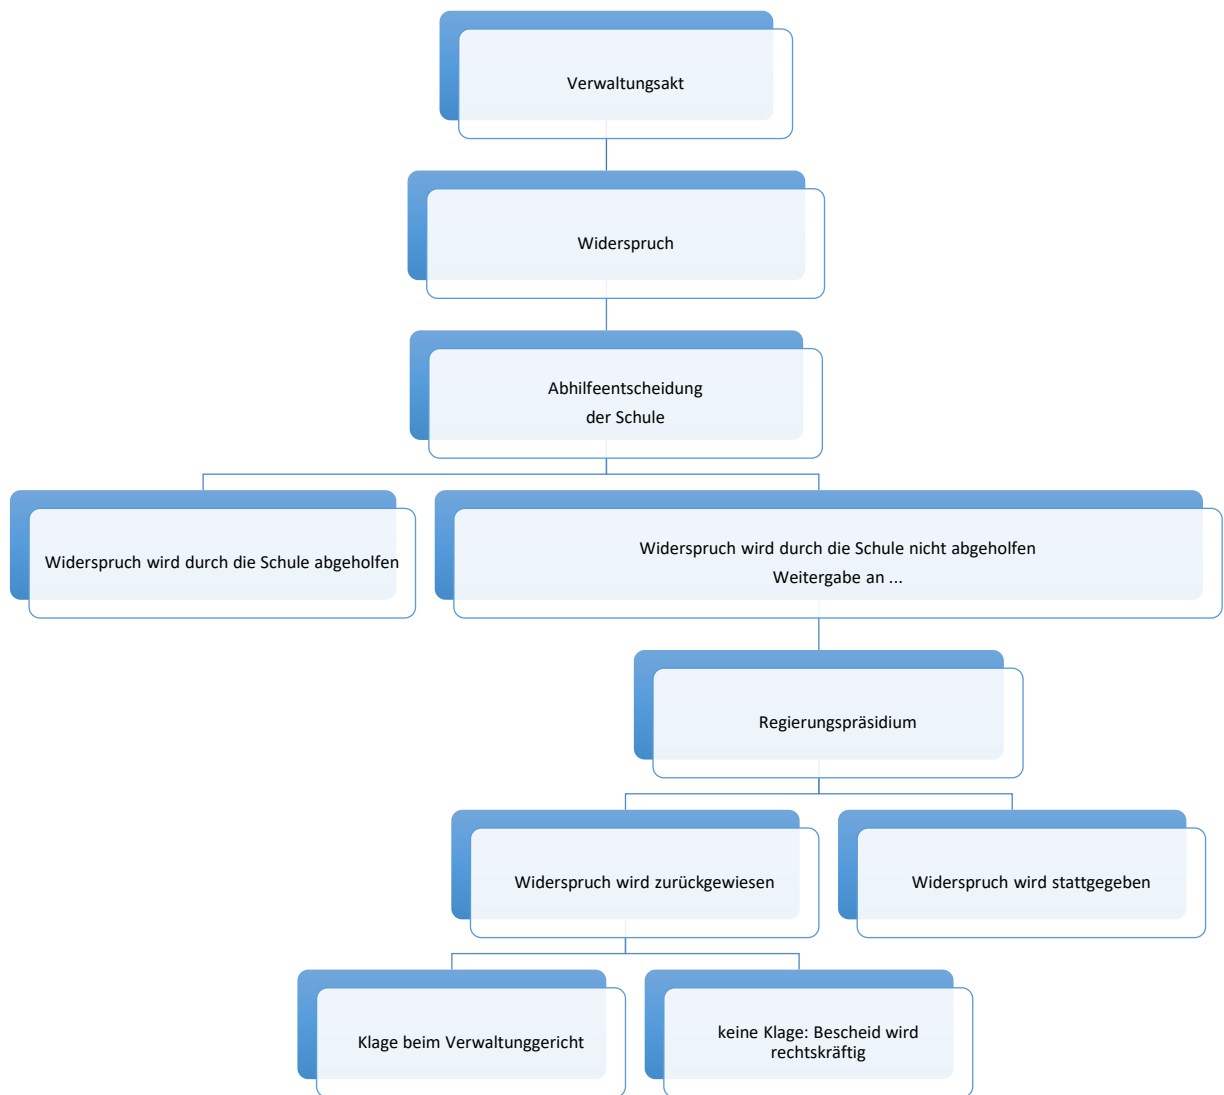 Verwaltungsakt
Widerspruch
Abhilfeentscheidung
der Schule
Widerspruch wird durch die Schule abgeholfen
Widerspruch wird durch die Schule nicht abgeholfen
Weitergabe an ...
Regierungspräsidium
Widerspruch wird zurückgewiesen
Widerspruch wird stattgegeben
Klage beim Verwaltunggericht
keine Klage: Bescheid wird
rechtskräftig